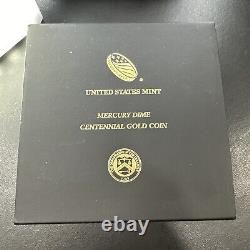 UNITED STATES MINT
MERCURY DIME
CENTENNIAL GOLD COIN